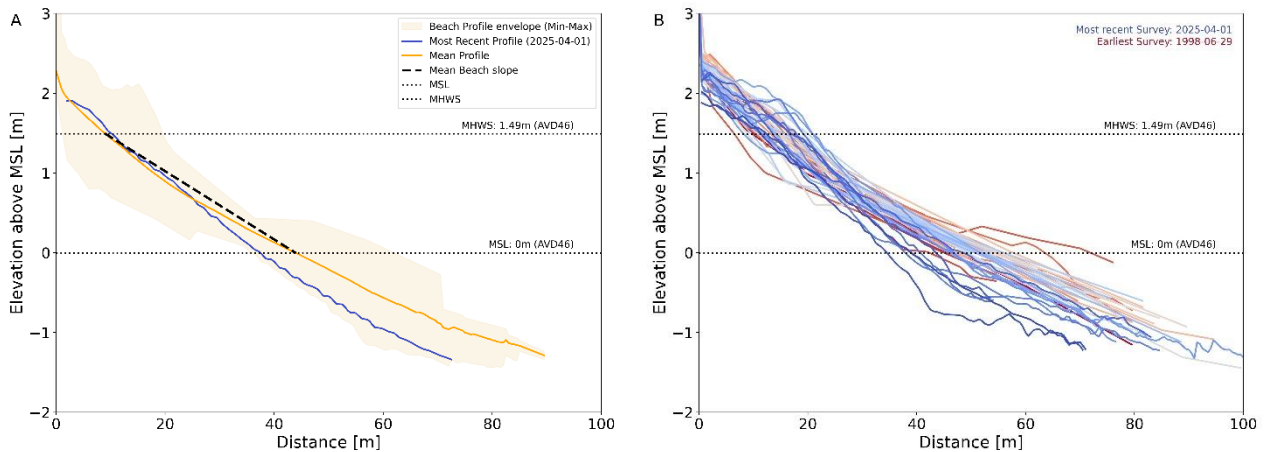 A
Beach Profile envelope (Min-Max)
Most Recent Profile (2025-04-01)
Mean Profile
Mean Beach slope
MSL
MHWS
MHWS: 1.49m (AVD46)
MSL: 0m (AVD46)
3
2
1
0
−1
−2
Elevation above MSL [m]
0
20
40
60
80
100
Distance [m]
B
Most recent Survey: 2025-04-01
Earliest Survey: 1998-06-29
MHWS: 1.49m (AVD46)
MSL: 0m (AVD46)
3
2
1
0
−1
−2
Elevation above MSL [m]
0
20
40
60
80
100
Distance [m]